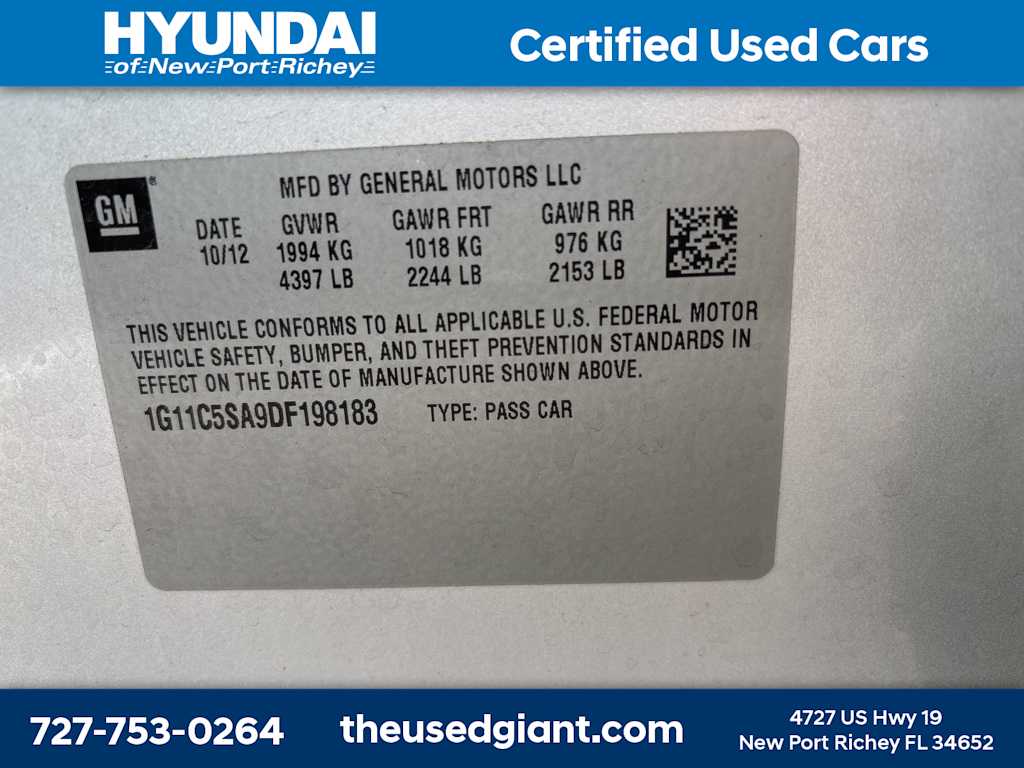 HYUNDAI
of New Port Richey
Certified Used Cars
GM
MFD BY GENERAL MOTORS LLC
DATE GVWR GAWR FRT GAWR RR
10/12 1994 KG 1018 KG 976 KG
4397 LB 2244 LB 2153 LB
THIS VEHICLE CONFORMS TO ALL APPLICABLE U.S. FEDERAL MOTOR
VEHICLE SAFETY, BUMPER, AND THEFT PREVENTION STANDARDS IN
EFFECT ON THE DATE OF MANUFACTURE SHOWN ABOVE.
1G11C5SA9DF198183 TYPE: PASS CAR
727-753-0264
theusedgiant.com
4727 US Hwy 19
New Port Richey FL 34652